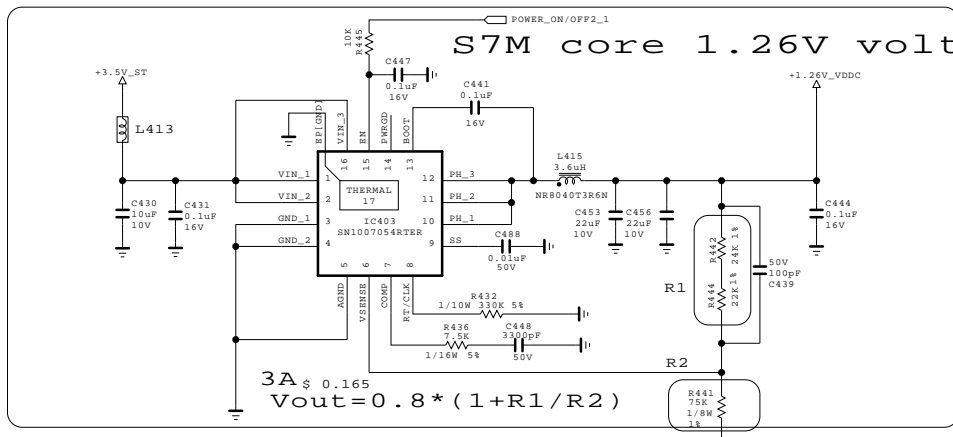 POWER_ON/OFF2_1
S7M core 1.26V volt
10K
R445
C447
0.1uF
16V
C441
0.1uF
16V
+3.5V_ST
+1.26V_VDDC
L413
EP[GND]
VIN_3
EN
PWRGD
BOOT
16
15
14
13
L415
3.6uH
NR8040T3R6N
VIN_1
1
THERMAL
17
12
PH_3
VIN_2
2
11
PH_2
GND_1
3
IC403
SN1007054RTER
10
PH_1
GND_2
4
9
SS
C430
10uF
10V
C431
0.1uF
16V
C488
0.01uF
50V
C453
22uF
10V
C456
22uF
10V
C444
0.1uF
16V
R442
24K 1%
R1
R444
22K 1%
50V
100pF
C439
5
6
7
8
AGND
VSENSE
COMP
RT/CLK
R432
1/10W 330K 5%
R436
7.5K
1/16W 5%
C448
3300pF
50V
R2
3A $ 0.165
Vout=0.8*(1+R1/R2)
R441
75K
1/8W
1%